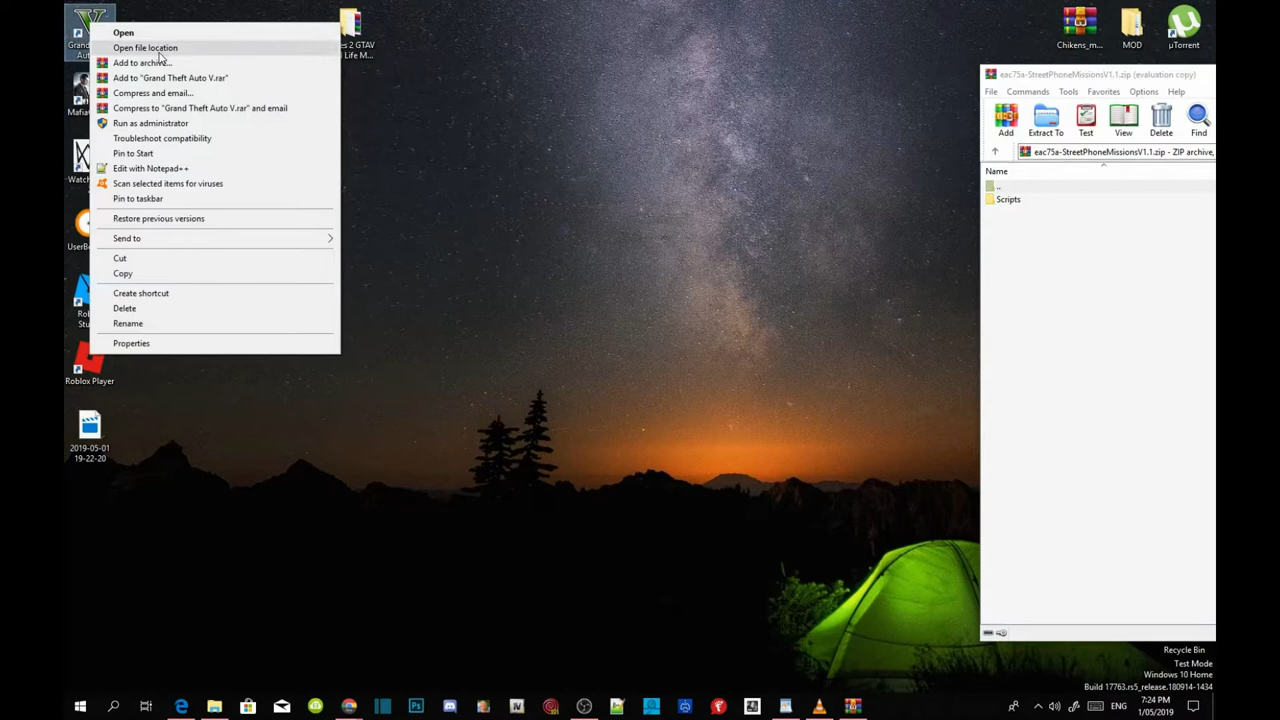 Open
Open file location
Add to archive...
Add to "Grand Theft Auto V.rar"
Compress and email...
Compress to "Grand Theft Auto V.rar" and email
Run as administrator
Troubleshoot compatibility
Pin to Start
Edit with Notepad++
Scan selected items for viruses
Pin to taskbar
Restore previous versions
Send to
Cut
Copy
Create shortcut
Delete
Rename
Properties
Grand
Aut
Mafia
Watch
UserBe
Rob
Stu
Roblox Player
2019-05-01
19-22-20
es 2 GTAV
l Life M...
Chikens_m...
MOD
µTorrent
eac75a-StreetPhoneMissionsV1.1.zip (evaluation copy)
File Commands Tools Favorites Options Help
Add Extract To Test View Delete Find
eac75a-StreetPhoneMissionsV1.1.zip - ZIP archive,
Name
..
Scripts
Recycle Bin
Test Mode
Windows 10 Home
Build 17763.rs5_release.180914-1434
ENG
7:24 PM
1/05/2019